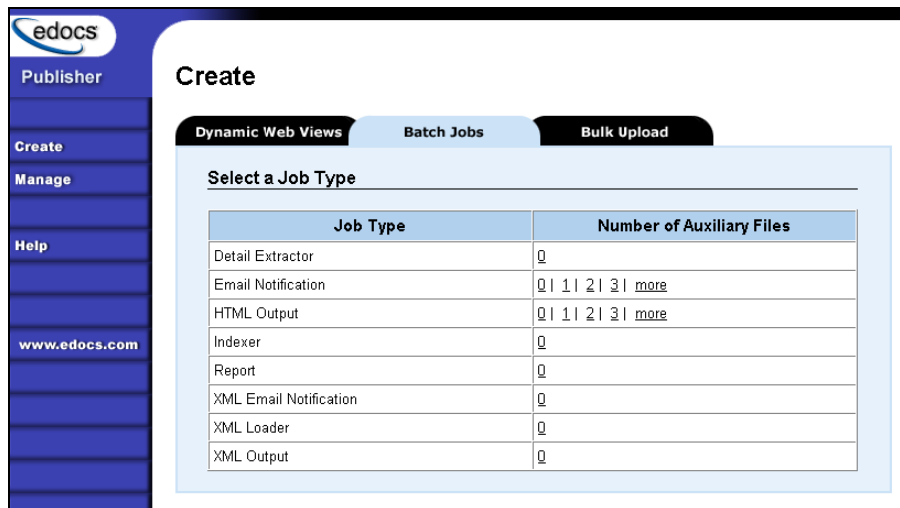 edocs
Publisher
Create
Manage
Help
www.edocs.com
Create
Dynamic Web Views Batch Jobs Bulk Upload
Select a Job Type
Job Type Number of Auxiliary Files
Detail Extractor 0
Email Notification 0 | 1 | 2 | 3 | more
HTML Output 0 | 1 | 2 | 3 | more
Indexer 0
Report 0
XML Email Notification 0
XML Loader 0
XML Output 0